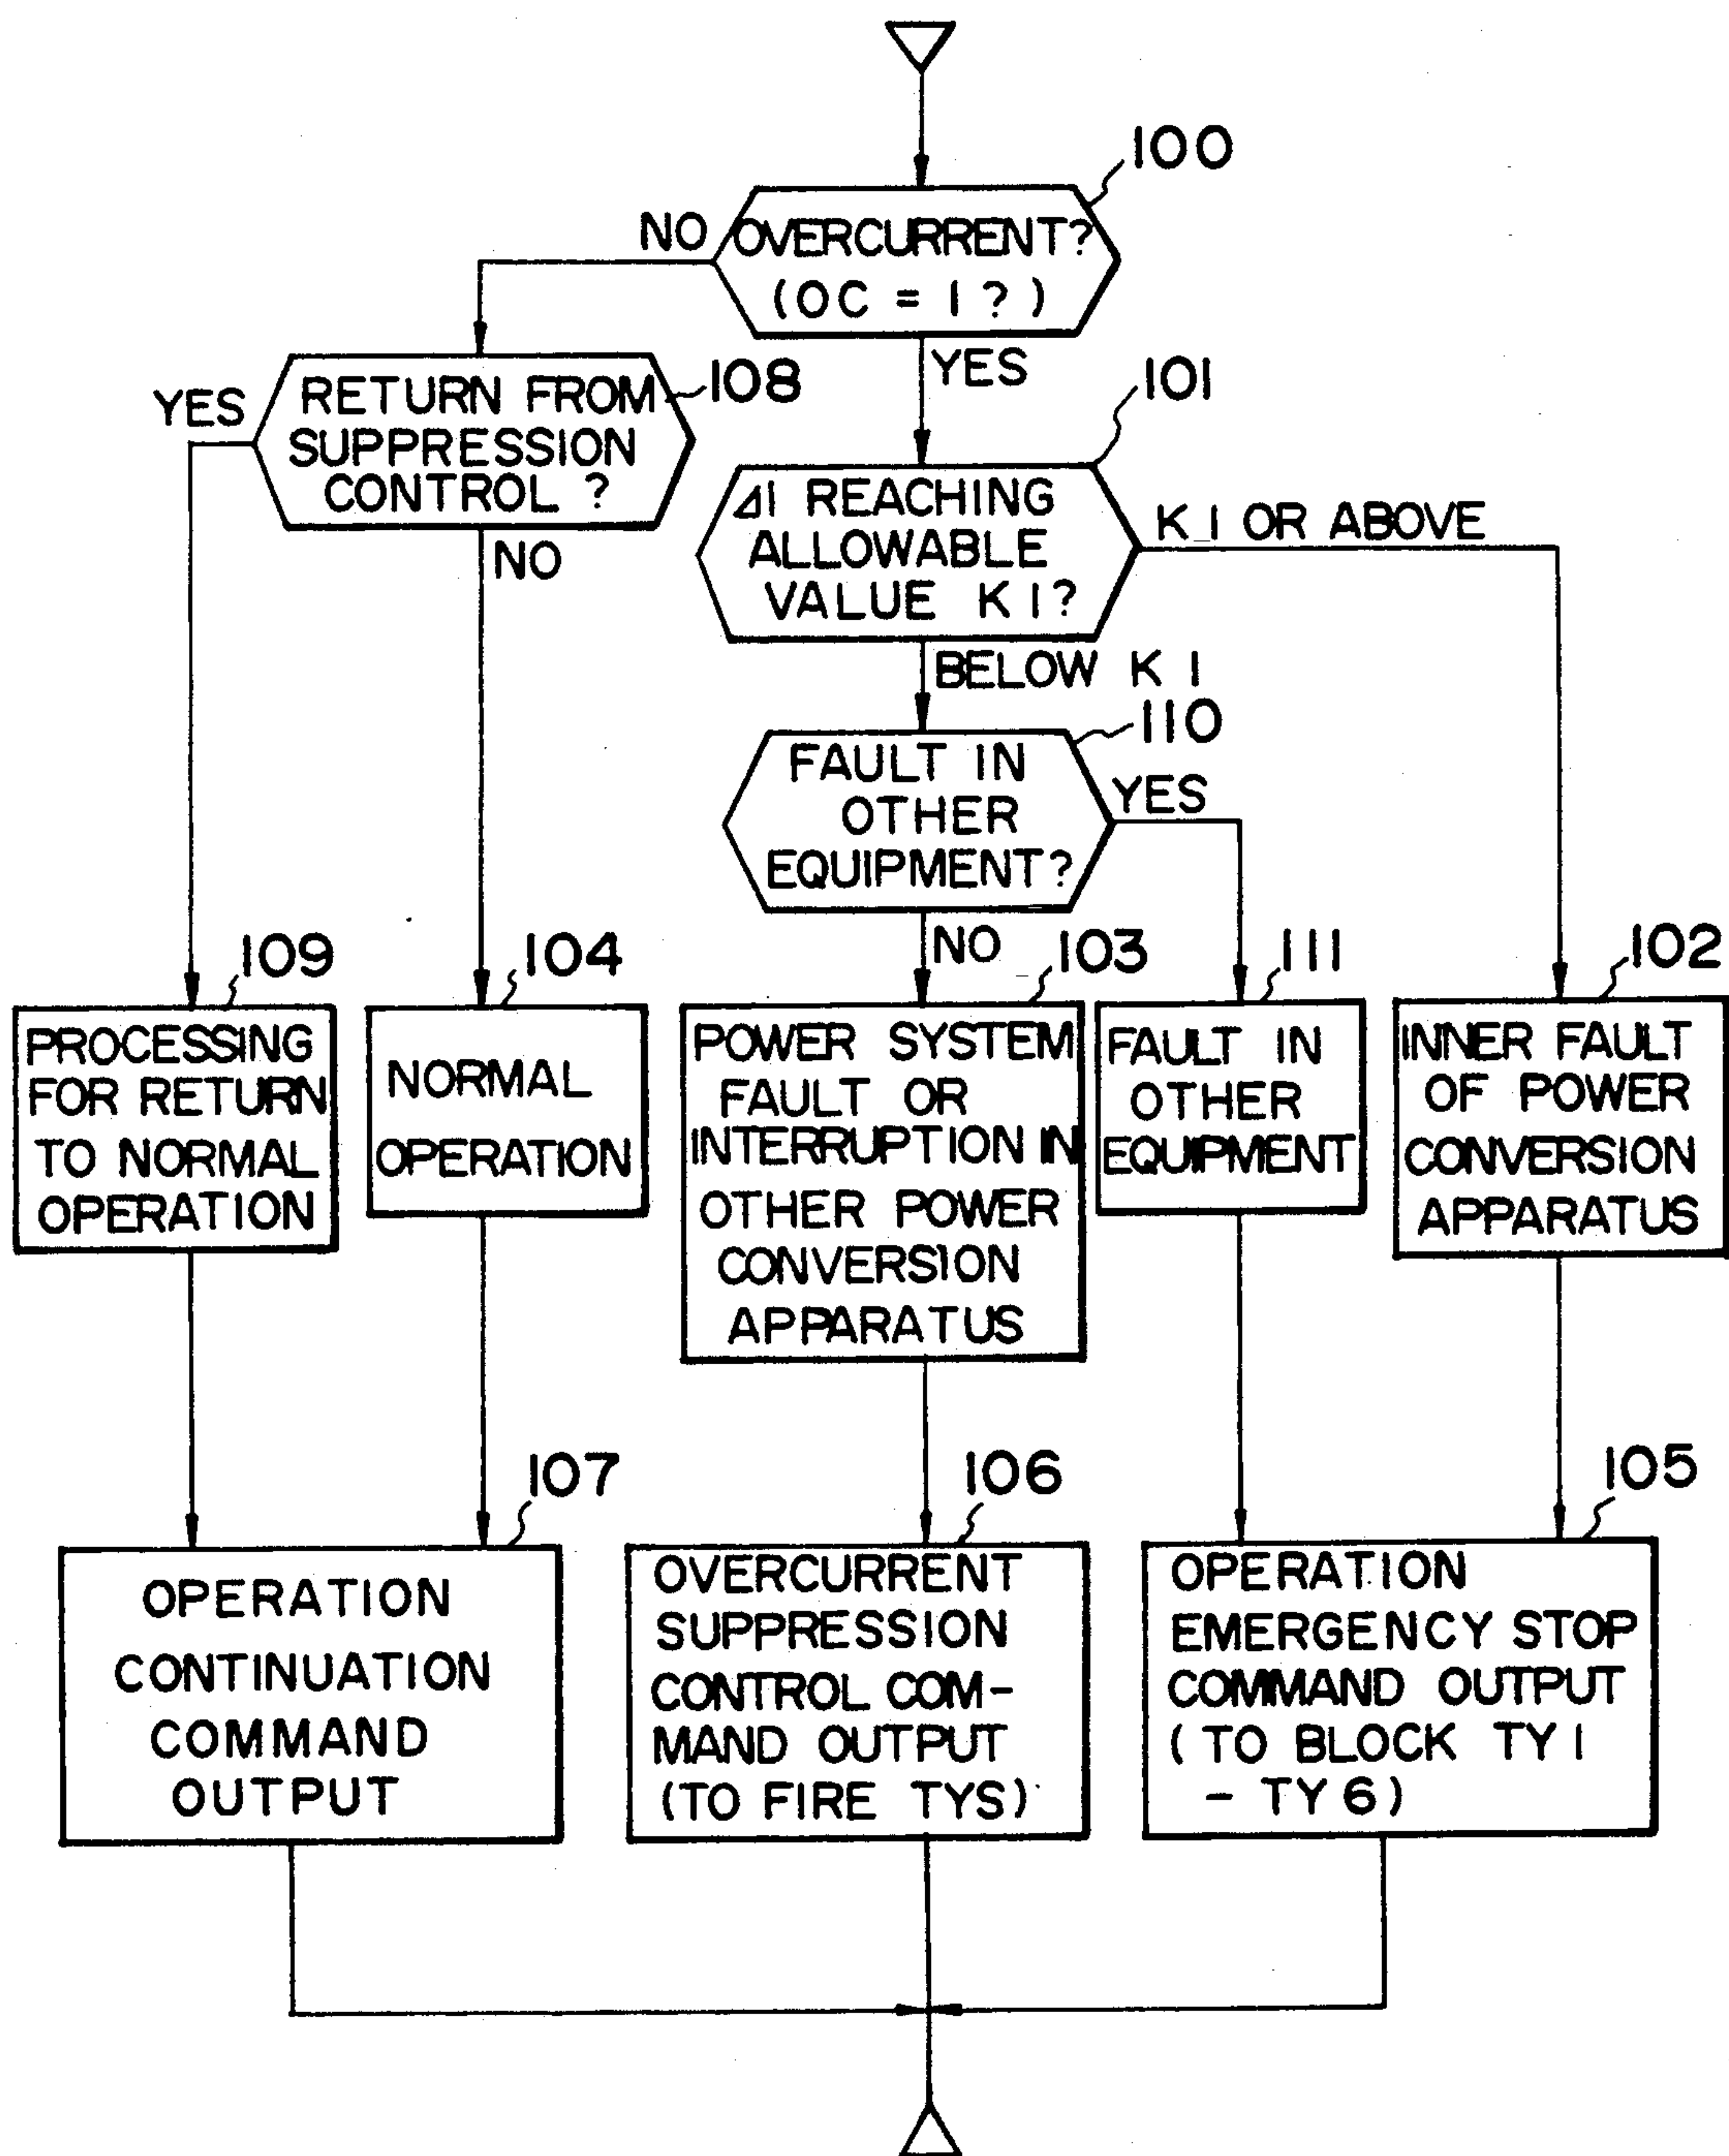 100
NO
OVERCURRENT?
(OC = 1 ?)
YES
108
YES
RETURN FROM
SUPPRESSION
CONTROL ?
NO
101
⊿I REACHING
ALLOWABLE
VALUE K1?
K1 OR ABOVE
BELOW K1
110
FAULT IN
OTHER
EQUIPMENT?
YES
NO
109
PROCESSING
FOR RETURN
TO NORMAL
OPERATION
104
NORMAL
OPERATION
103
POWER SYSTEM
FAULT OR
INTERRUPTION IN
OTHER POWER
CONVERSION
APPARATUS
111
FAULT IN
OTHER
EQUIPMENT
102
INNER FAULT
OF POWER
CONVERSION
APPARATUS
107
OPERATION
CONTINUATION
COMMAND
OUTPUT
106
OVERCURRENT
SUPPRESSION
CONTROL COM-
MAND OUTPUT
(TO FIRE TYS)
105
OPERATION
EMERGENCY STOP
COMMAND OUTPUT
(TO BLOCK TY1
- TY6)